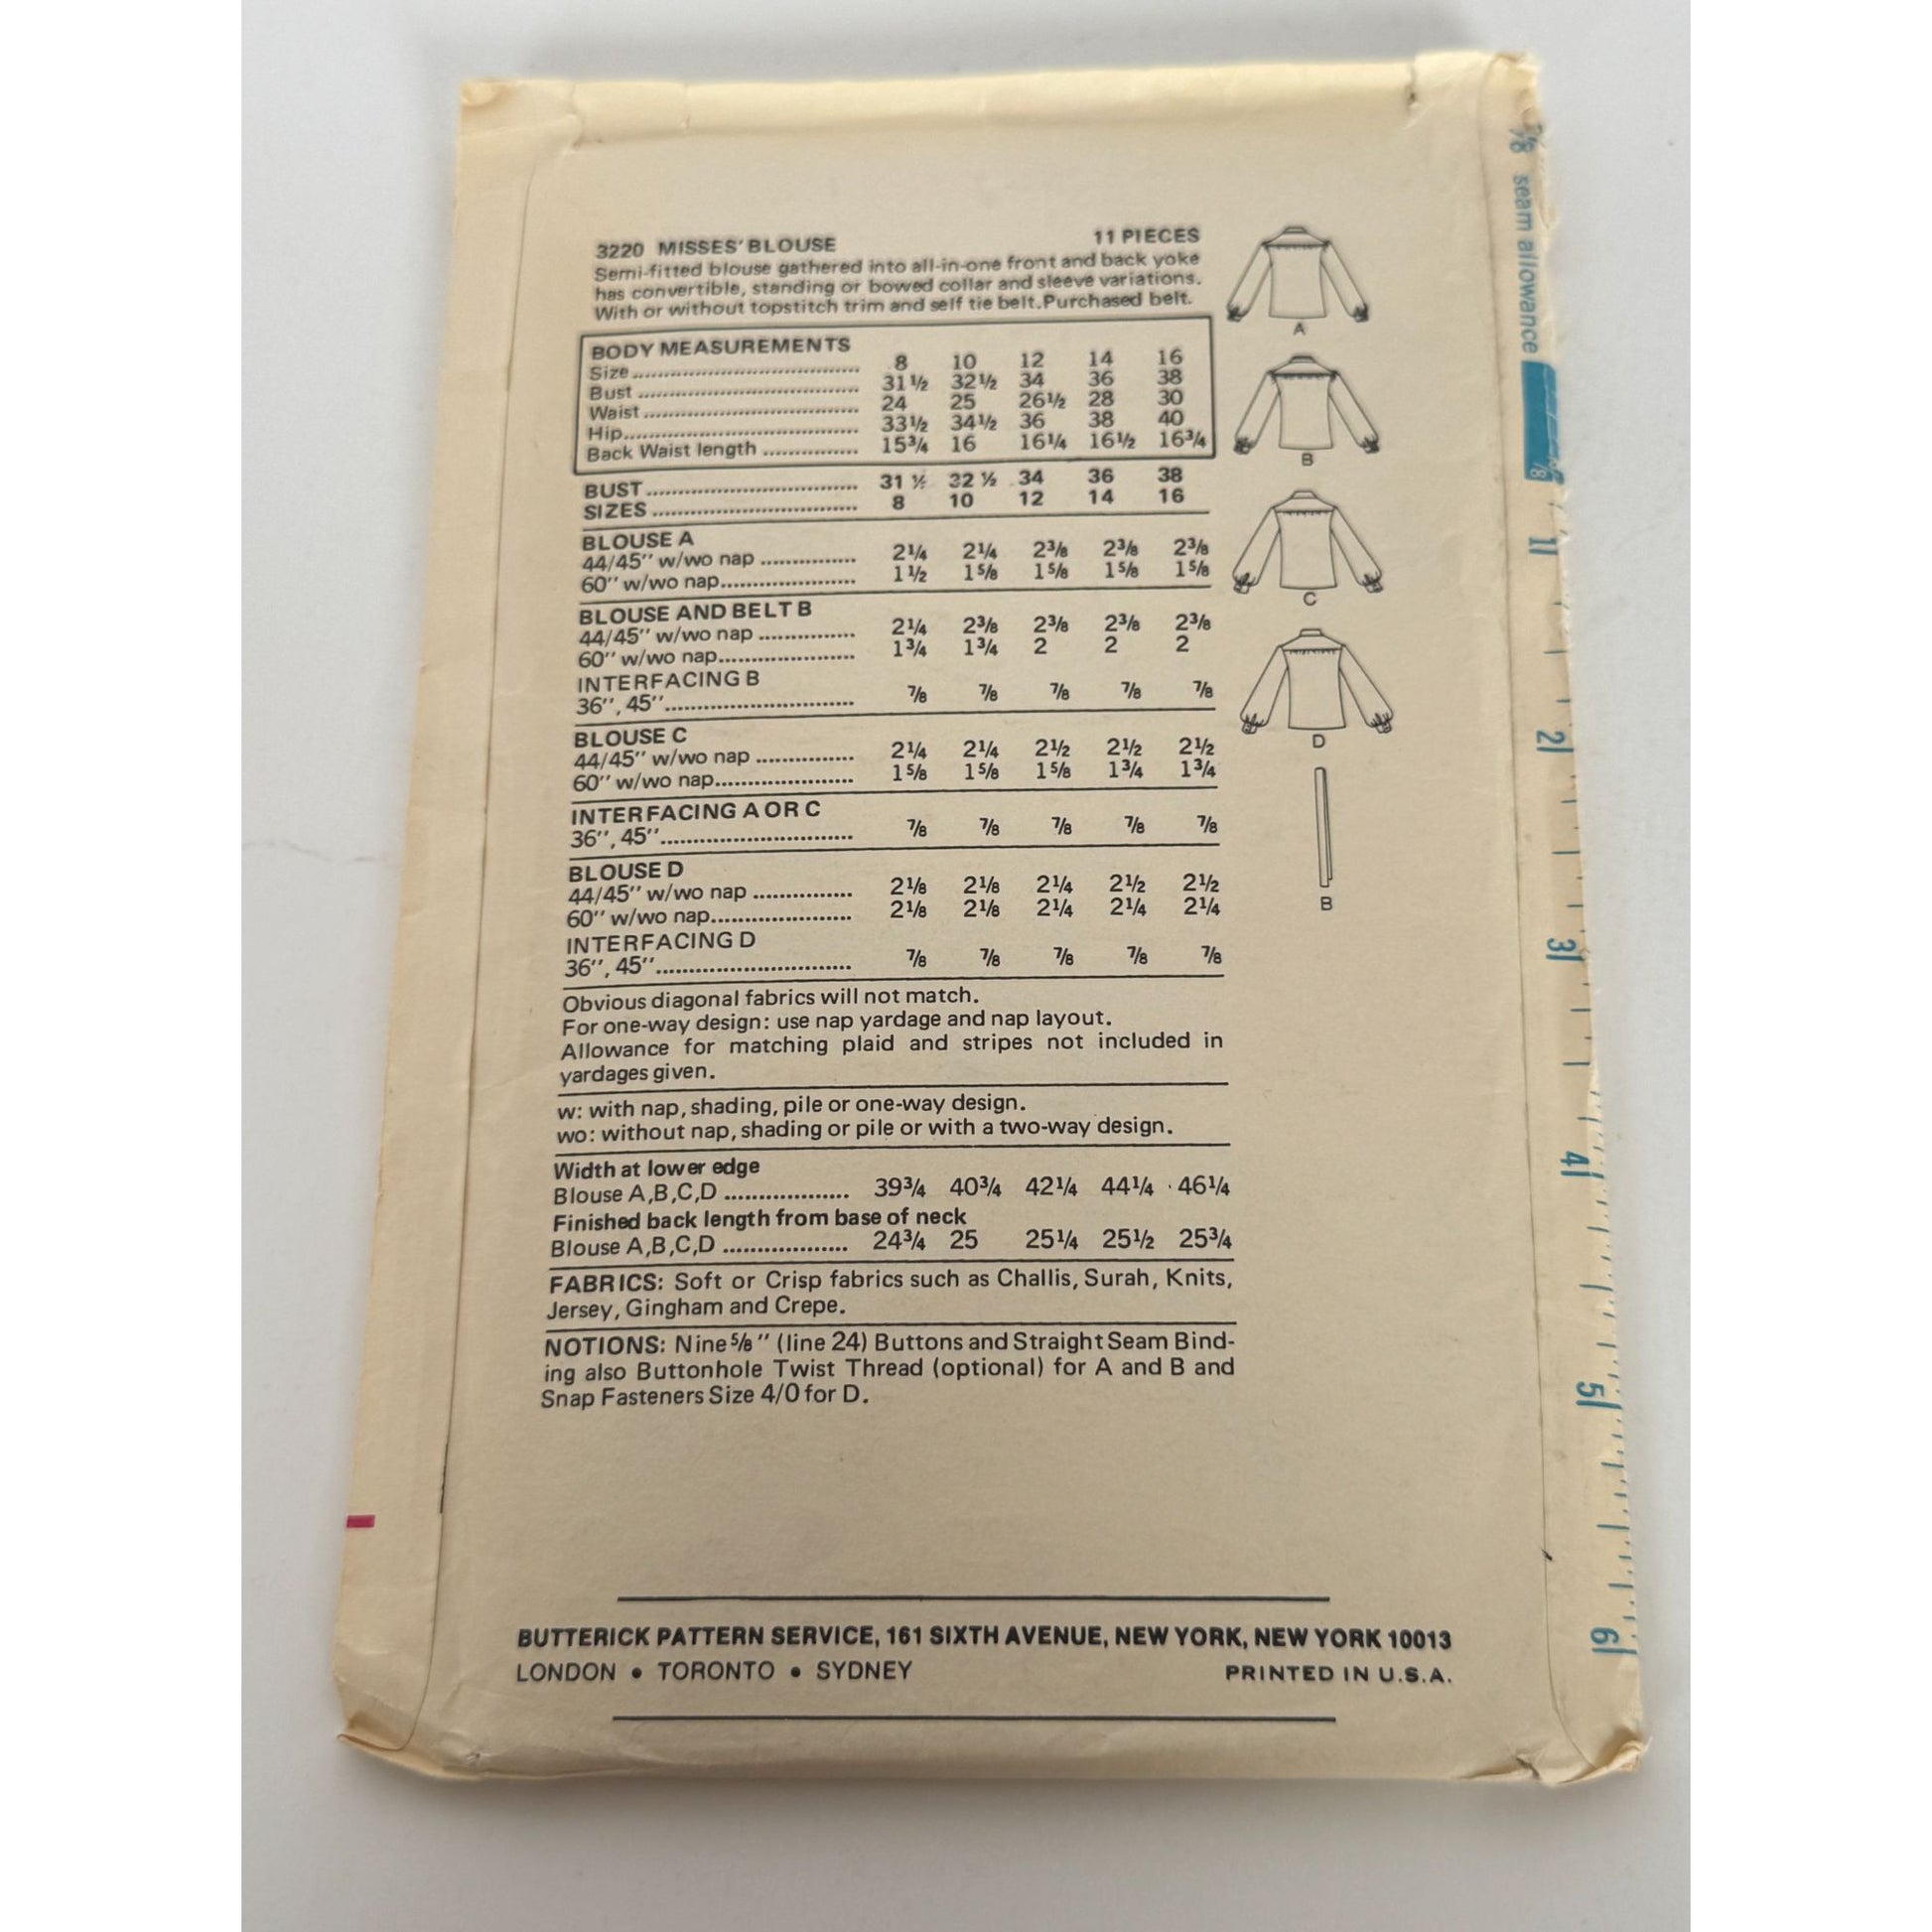 3220 MISSES' BLOUSE 11 PIECES
Semi-fitted blouse gathered into all-in-one front and back yoke
has convertible, standing or bowed collar and sleeve variations.
With or without topstitch trim and self tie belt. Purchased belt.
BODY MEASUREMENTS
Size 8 10 12 14 16
Bust 31½ 32½ 34 36 38
Waist 24 25 26½ 28 30
Hip 33½ 34½ 36 38 40
Back Waist length 15¾ 16 16¼ 16½ 16¾
BUST 31 ½ 32 ½ 34 36 38
SIZES 8 10 12 14 16
BLOUSE A
44/45" w/wo nap 2¼ 2¼ 2⅜ 2⅜ 2⅜
60" w/wo nap 1½ 1⅝ 1⅝ 1⅝ 1⅝
BLOUSE AND BELT B
44/45" w/wo nap 2¼ 2⅜ 2⅜ 2⅜ 2⅜
60" w/wo nap 1¾ 1¾ 2 2 2
INTERFACING B
36", 45" ⅞ ⅞ ⅞ ⅞ ⅞
BLOUSE C
44/45" w/wo nap 2¼ 2¼ 2½ 2½ 2½
60" w/wo nap 1⅝ 1⅝ 1⅝ 1¾ 1¾
INTERFACING A OR C
36", 45" ⅞ ⅞ ⅞ ⅞ ⅞
BLOUSE D
44/45" w/wo nap 2⅛ 2⅛ 2¼ 2½ 2½
60" w/wo nap 2⅛ 2⅛ 2¼ 2¼ 2¼
INTERFACING D
36", 45" ⅞ ⅞ ⅞ ⅞ ⅞
Obvious diagonal fabrics will not match.
For one-way design: use nap yardage and nap layout.
Allowance for matching plaid and stripes not included in
yardages given.
w: with nap, shading, pile or one-way design.
wo: without nap, shading or pile or with a two-way design.
Width at lower edge
Blouse A,B,C,D 39¾ 40¾ 42¼ 44¼ 46¼
Finished back length from base of neck
Blouse A,B,C,D 24¾ 25 25¼ 25½ 25¾
FABRICS: Soft or Crisp fabrics such as Challis, Surah, Knits,
Jersey, Gingham and Crepe.
NOTIONS: Nine ⅝" (line 24) Buttons and Straight Seam Bind-
ing also Buttonhole Twist Thread (optional) for A and B and
Snap Fasteners Size 4/0 for D.
A
B
C
D
B
seam allowance
1
2
3
4
5
6
BUTTERICK PATTERN SERVICE, 161 SIXTH AVENUE, NEW YORK, NEW YORK 10013
LONDON • TORONTO • SYDNEY PRINTED IN U.S.A.